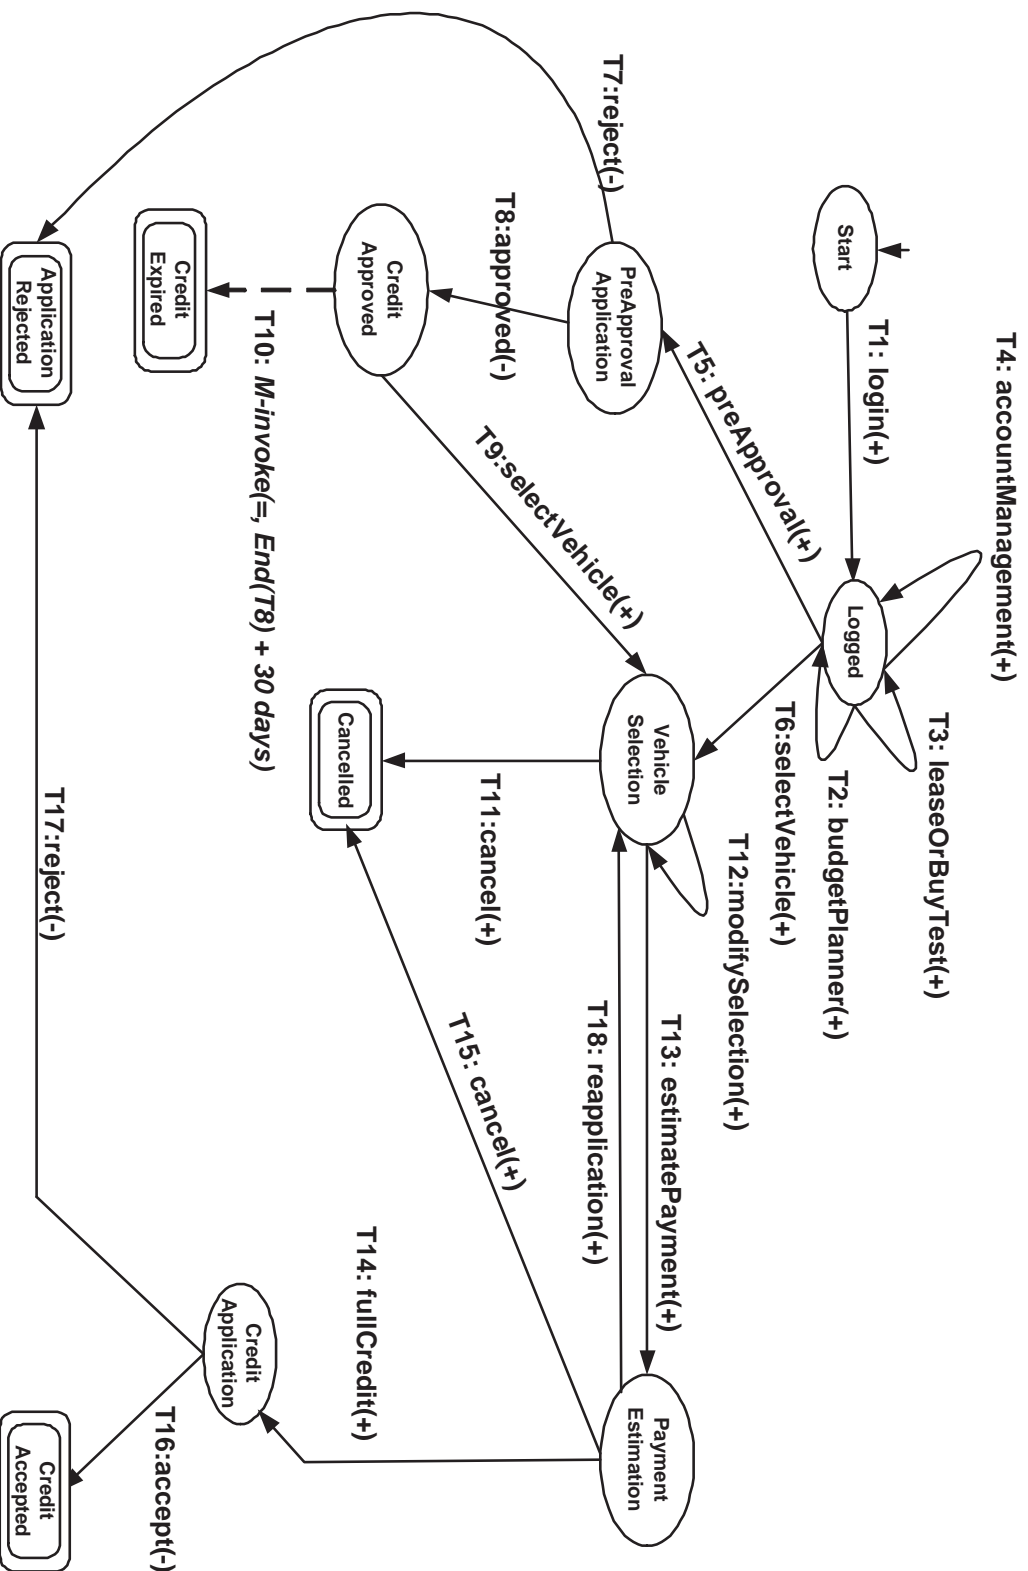 T4: accountManagement(+)
T3: leaseOrBuyTest(+)
Start
T1: login(+)
Logged
T2: budgetPlanner(+)
T6:selectVehicle(+)
T12:modifySelection(+)
T5: preApproval(+)
T7:reject(-)
PreApproval
Application
T8:approved(-)
Vehicle
Selection
T13: estimatePayment(+)
T18: reapplication(+)
Payment
Estimation
T9:selectVehicle(+)
Credit
Approved
T11:cancel(+)
T15: cancel(+)
Cancelled
T14: fullCredit(+)
T10: M-invoke(=, End(T8) + 30 days)
Credit
Expired
Credit
Application
T16:accept(-)
Application
Rejected
T17:reject(-)
Credit
Accepted